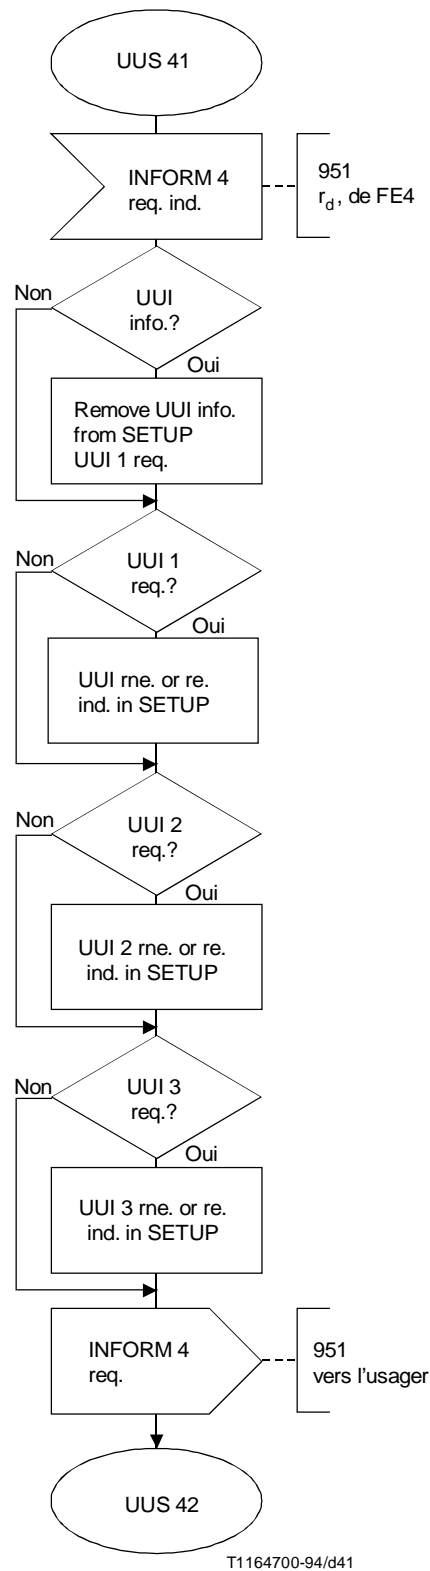 UUS 41
INFORM 4
req. ind.
951
rd, de FE4
Non
UUI
info.?
Oui
Remove UUI info.
from SETUP
UUI 1 req.
Non
UUI 1
req.?
Oui
UUI rne. or re.
ind. in SETUP
Non
UUI 2
req.?
Oui
UUI 2 rne. or re.
ind. in SETUP
Non
UUI 3
req.?
Oui
UUI 3 rne. or re.
ind. in SETUP
INFORM 4
req.
951
vers l'usager
UUS 42
T1164700-94/d41